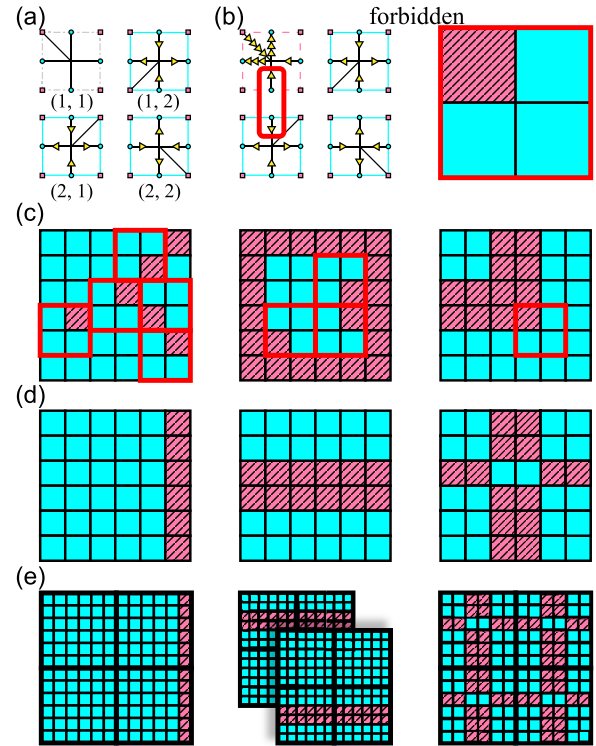 (a)
(b)
forbidden
(1, 1)
(1, 2)
(2, 1)
(2, 2)
(c)
(d)
(e)